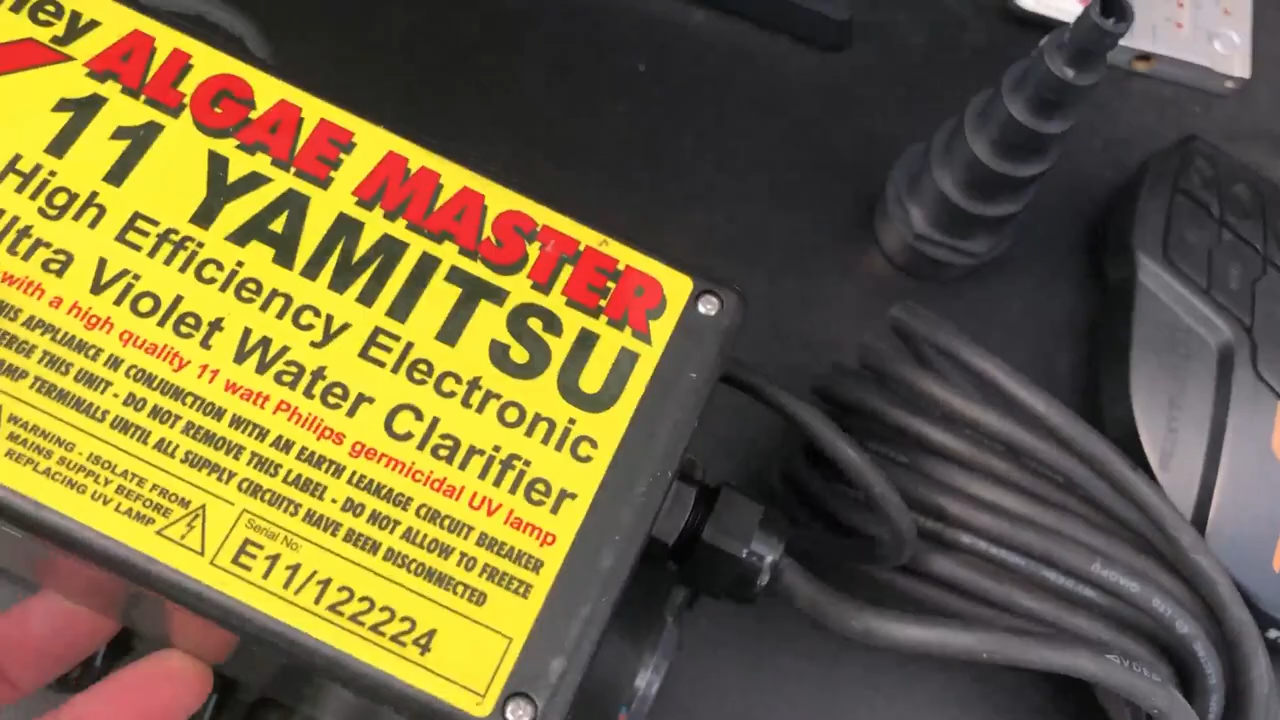 ALGAE MASTER
11 YAMITSU
High Efficiency Electronic
Ultra Violet Water Clarifier
with a high quality 11 watt Philips germicidal UV lamp
THIS APPLIANCE IN CONJUNCTION WITH AN EARTH LEAKAGE CIRCUIT BREAKER
THIS UNIT - DO NOT REMOVE THIS LABEL - DO NOT ALLOW TO FREEZE
LAMP TERMINALS UNTIL ALL SUPPLY CIRCUITS HAVE BEEN DISCONNECTED
WARNING - ISOLATE FROM
MAINS SUPPLY BEFORE
REPLACING UV LAMP
Serial No:
E11/122224